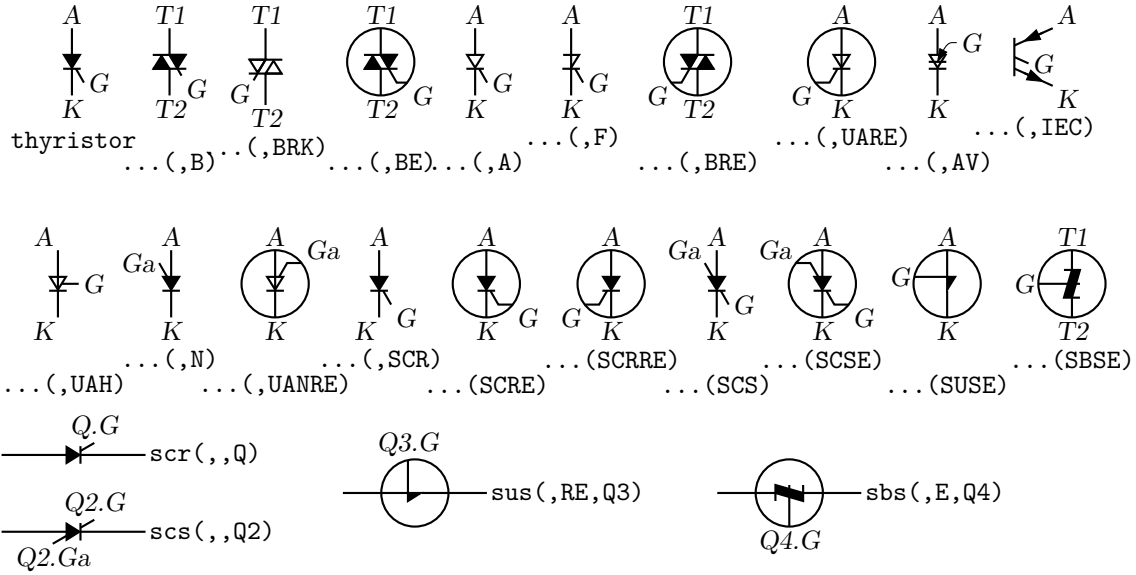 A T1 T1 T1 A A T1 A A A
G G G G G G G G G G
K T2 T2 T2 K K T2 K K K
thyristor ...(,B) ..(,BRK) ...(,BE) ...(,A) ...(,F) ...(,BRE) ...(,UARE) ...(,AV) ...(,IEC)
A A A A A A A A A T1
G Ga Ga G G G Ga G Ga G G G
K K K K K K K K K T2
...(,UAH) ...(,N) ...(,UANRE) ...(,SCR) ...(SCRE) ...(SCRRE) ...(SCS) ...(SCSE) ...(SUSE) ...(SBSE)
Q.G
scr(,,Q)
Q2.G
scs(,,Q2)
Q2.Ga
Q3.G
sus(,RE,Q3)
sbs(,E,Q4)
Q4.G